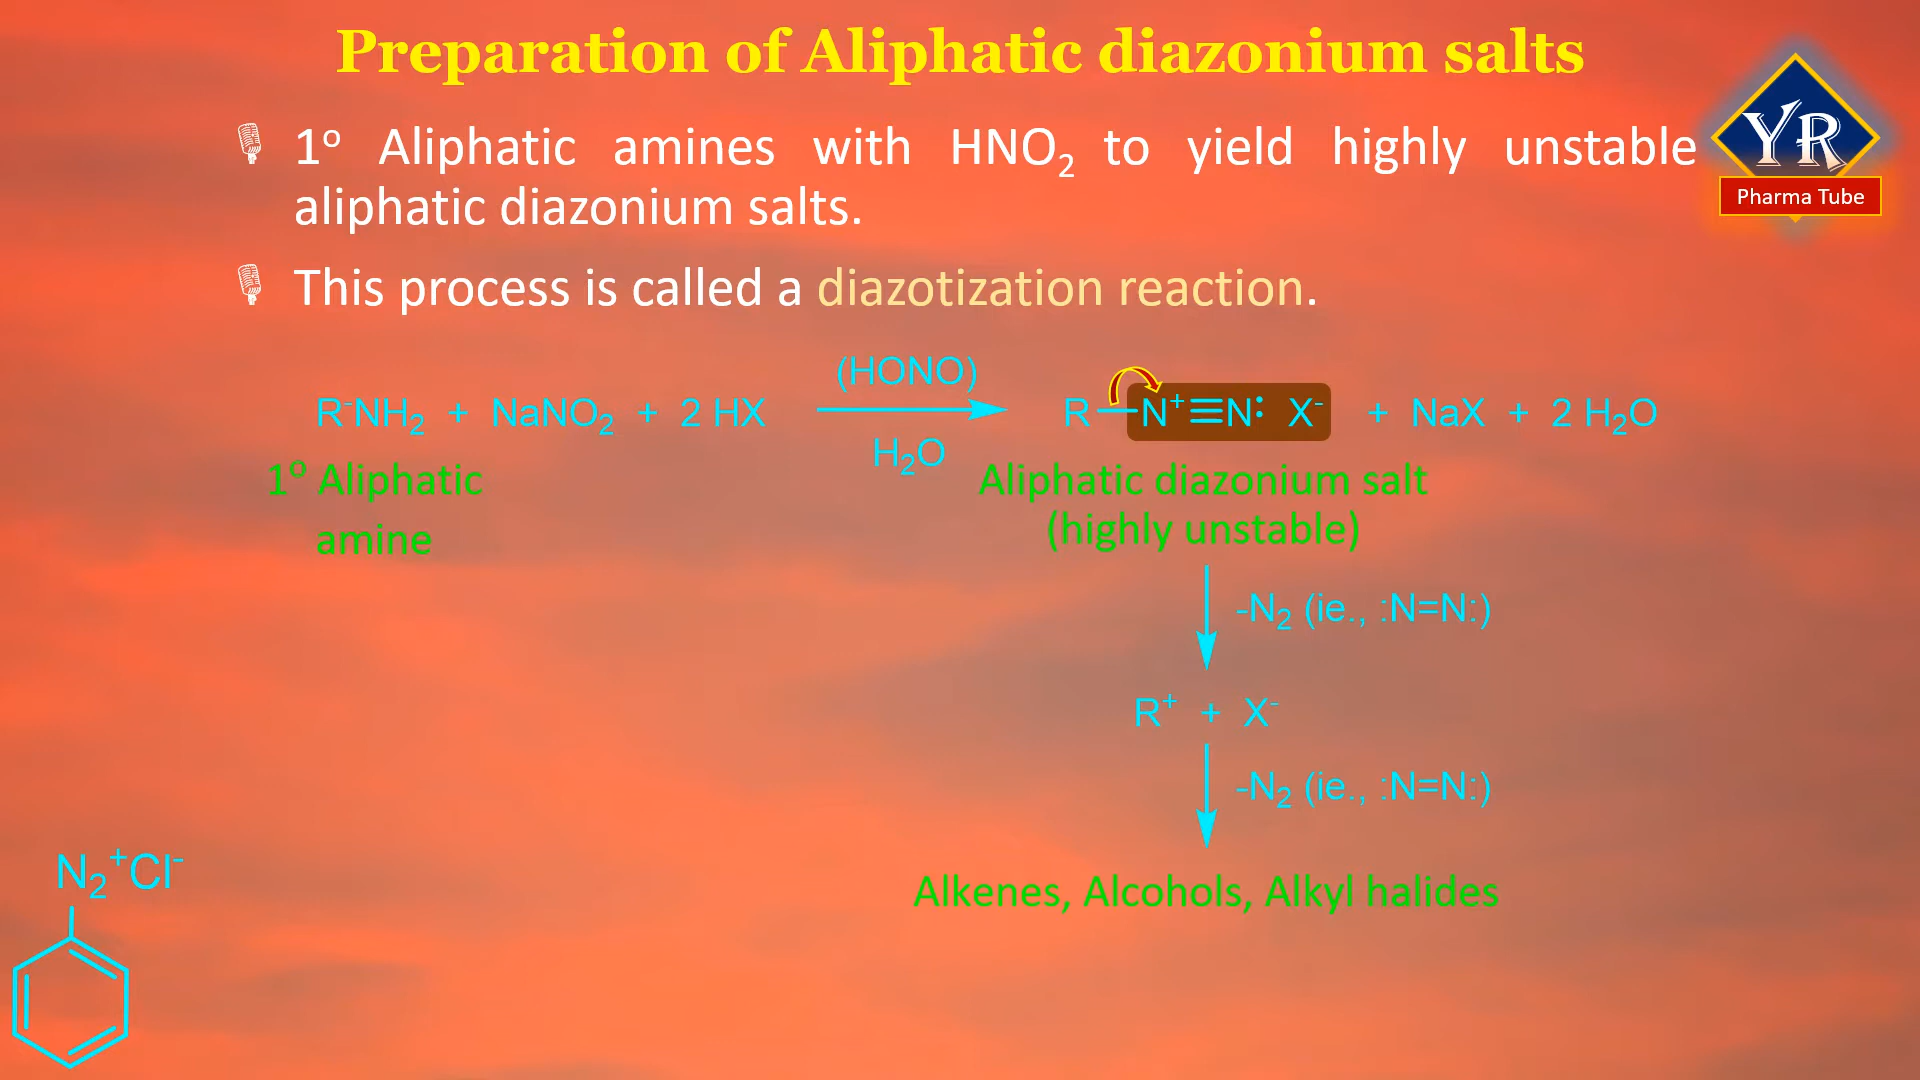 Preparation of Aliphatic diazonium salts
YR
Pharma Tube
1º Aliphatic amines with HNO₂ to yield highly unstable
aliphatic diazonium salts.
This process is called a diazotization reaction.
R-NH₂ + NaNO₂ + 2 HX
(HONO)
H₂O
R—N⁺≡N: X⁻ + NaX + 2 H₂O
1º Aliphatic
amine
Aliphatic diazonium salt
(highly unstable)
-N₂ (ie., :N=N:)
R⁺ + X⁻
-N₂ (ie., :N=N:)
Alkenes, Alcohols, Alkyl halides
N₂⁺Cl⁻